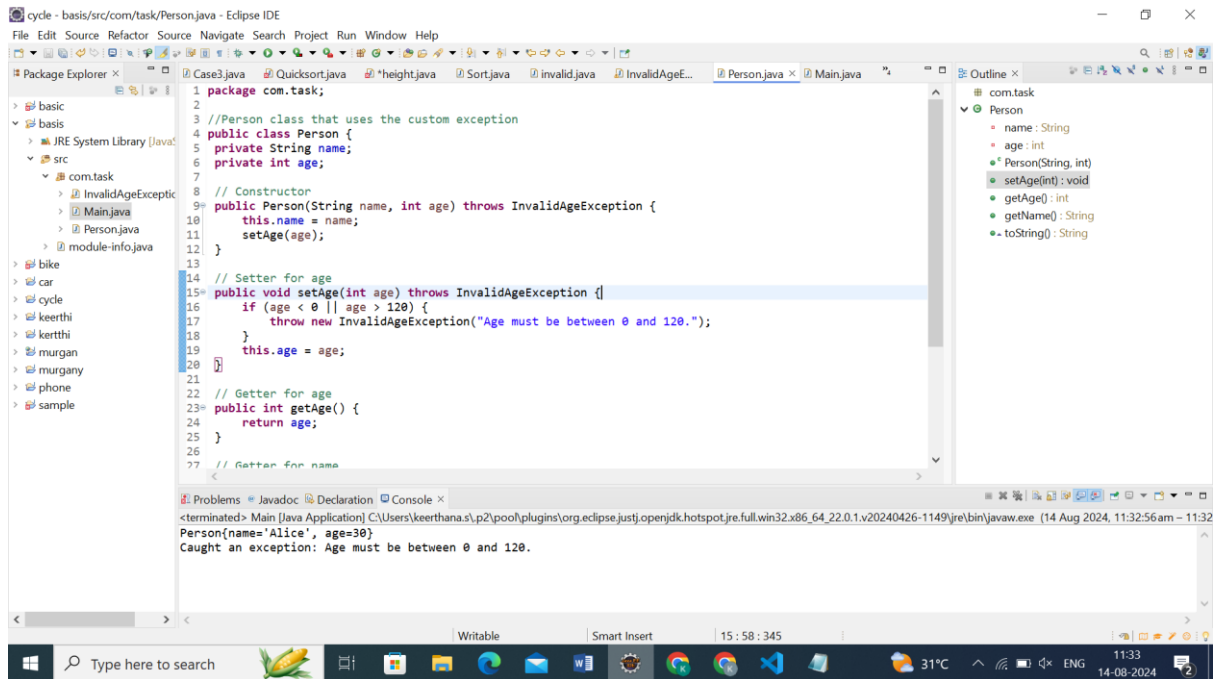 cycle - basis/src/com/task/Person.java - Eclipse IDE
File Edit Source Refactor Source Navigate Search Project Run Window Help
Package Explorer
Case3.java Quicksort.java *height.java Sort.java invalid.java InvalidAgeE... Person.java Main.java
Outline
basic
basis
JRE System Library [JavaS
src
com.task
InvalidAgeExceptic
Main.java
Person.java
module-info.java
bike
car
cycle
keerthi
kertthi
murgan
murgany
phone
sample
1 package com.task;
2
3 //Person class that uses the custom exception
4 public class Person {
5 private String name;
6 private int age;
7
8 // Constructor
9 public Person(String name, int age) throws InvalidAgeException {
10 this.name = name;
11 setAge(age);
12 }
13
14 // Setter for age
15 public void setAge(int age) throws InvalidAgeException {
16 if (age < 0 || age > 120) {
17 throw new InvalidAgeException("Age must be between 0 and 120.");
18 }
19 this.age = age;
20 }
21
22 // Getter for age
23 public int getAge() {
24 return age;
25 }
26
27 // Getter for name
com.task
Person
name : String
age : int
Person(String, int)
setAge(int) : void
getAge() : int
getName() : String
toString() : String
Problems Javadoc Declaration Console
<terminated> Main [Java Application] C:\Users\keerthana.s\.p2\pool\plugins\org.eclipse.justj.openjdk.hotspot.jre.full.win32.x86_64_22.0.1.v20240426-1149\jre\bin\javaw.exe (14 Aug 2024, 11:32:56 am – 11:32
Person{name='Alice', age=30}
Caught an exception: Age must be between 0 and 120.
Writable Smart Insert 15 : 58 : 345
Type here to search
31°C ENG 11:33
14-08-2024
2